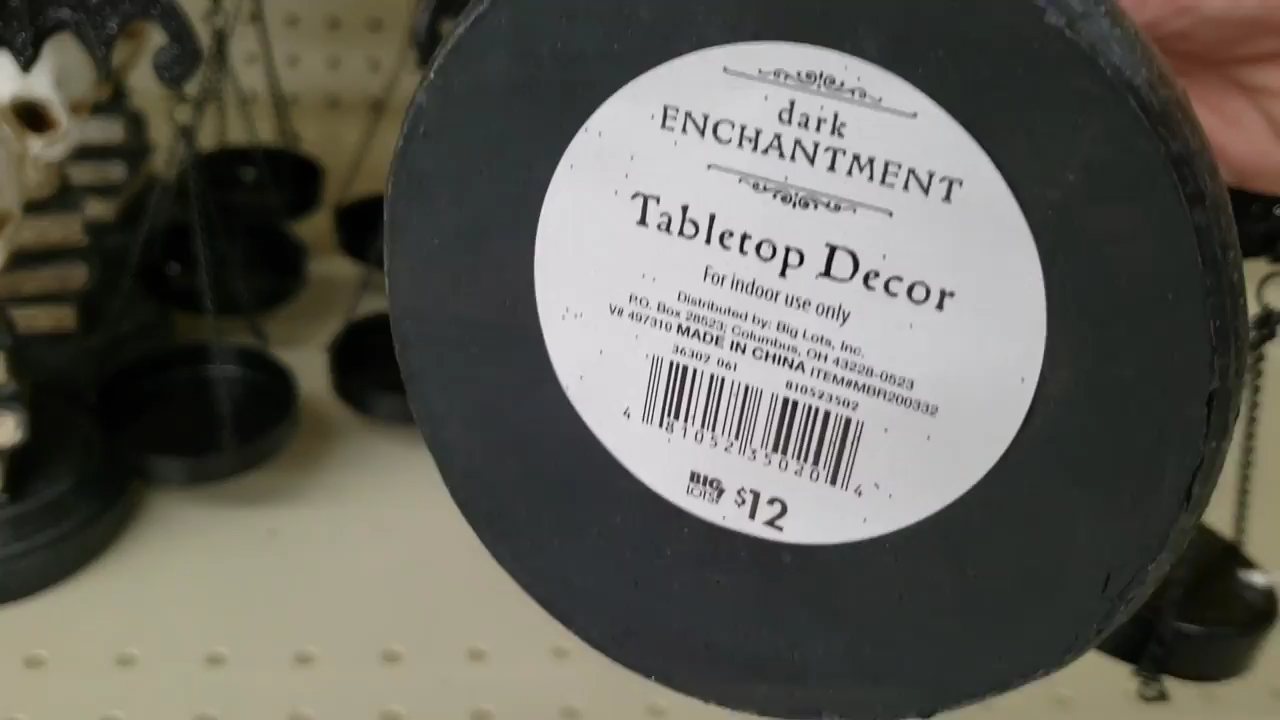 dark
ENCHANTMENT
Tabletop Decor
For indoor use only
Distributed by: Big Lots, Inc.
P.O. Box 28523; Columbus, OH 43228-0523
V# 497310 MADE IN CHINA ITEM#MBR200332
36302 061 810523502
4 81052 35020 4
BIG LOTS! $12